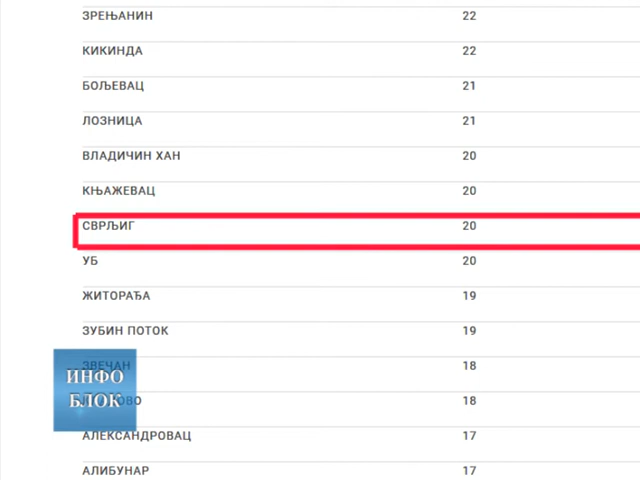 ЗРЕЊАНИН 22
КИКИНДА 22
БОЉЕВАЦ 21
ЛОЗНИЦА 21
ВЛАДИЧИН ХАН 20
КЊАЖЕВАЦ 20
СВРЉИГ 20
УБ 20
ЖИТОРАЂА 19
ЗУБИН ПОТОК 19
ЗВЕЧАН 18
ИНФО
18
БЛОК
АЛЕКСАНДРОВАЦ 17
АЛИБУНАР 17